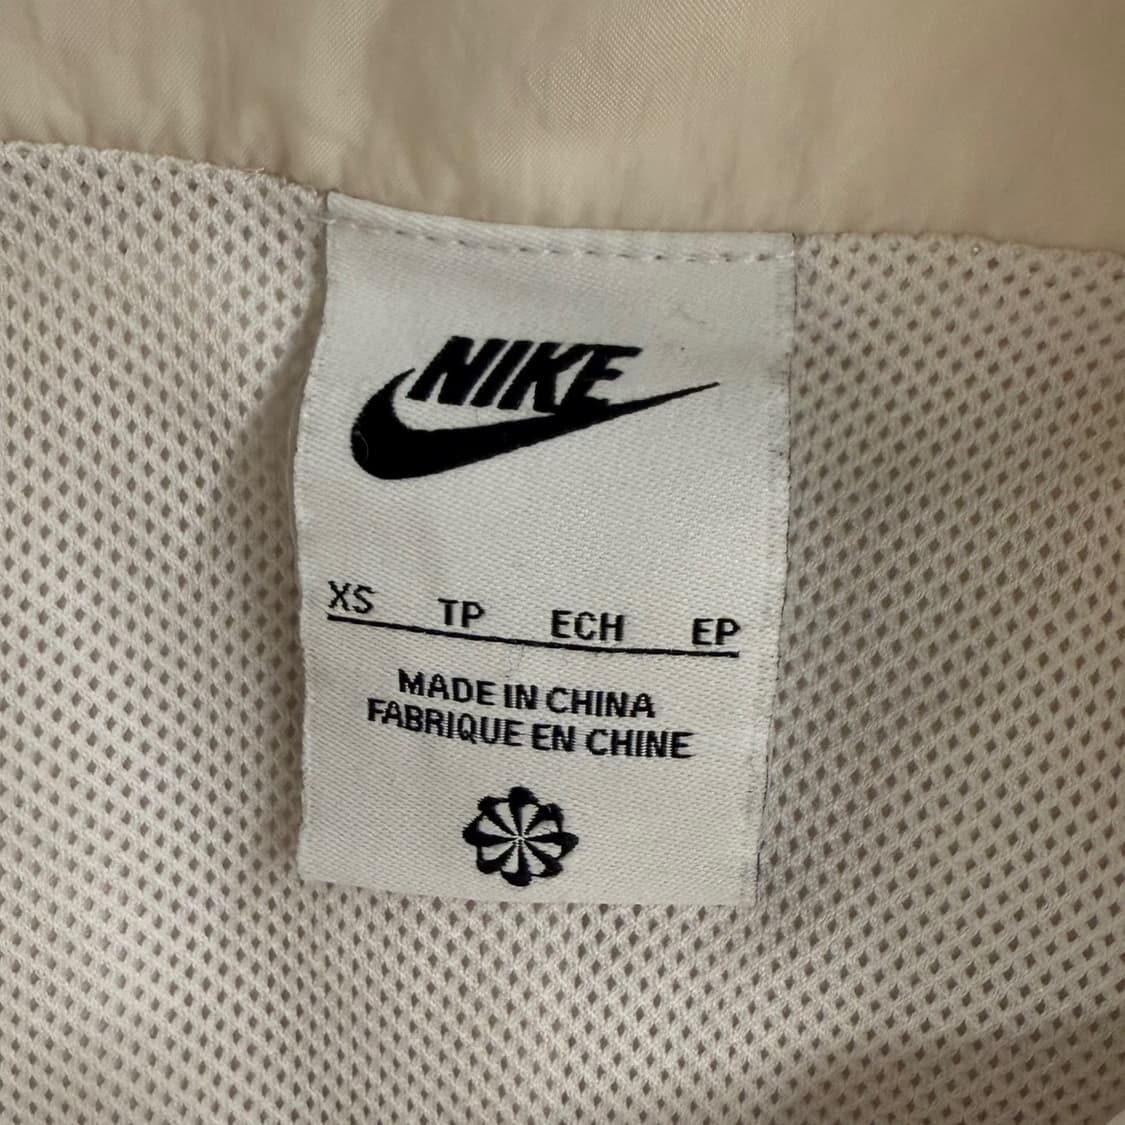 NIKE
XS TP ECH EP
MADE IN CHINA
FABRIQUE EN CHINE